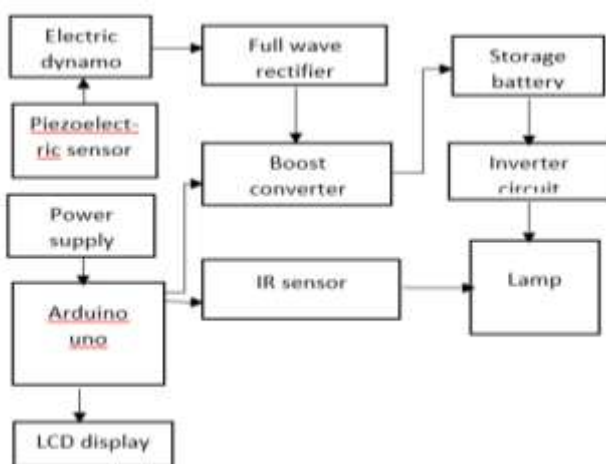 Electric
dynamo
Full wave
rectifier
Storage
battery
Piezoelect-
ric sensor
Boost
converter
Inverter
circuit
Power
supply
Arduino
uno
IR sensor
Lamp
LCD display